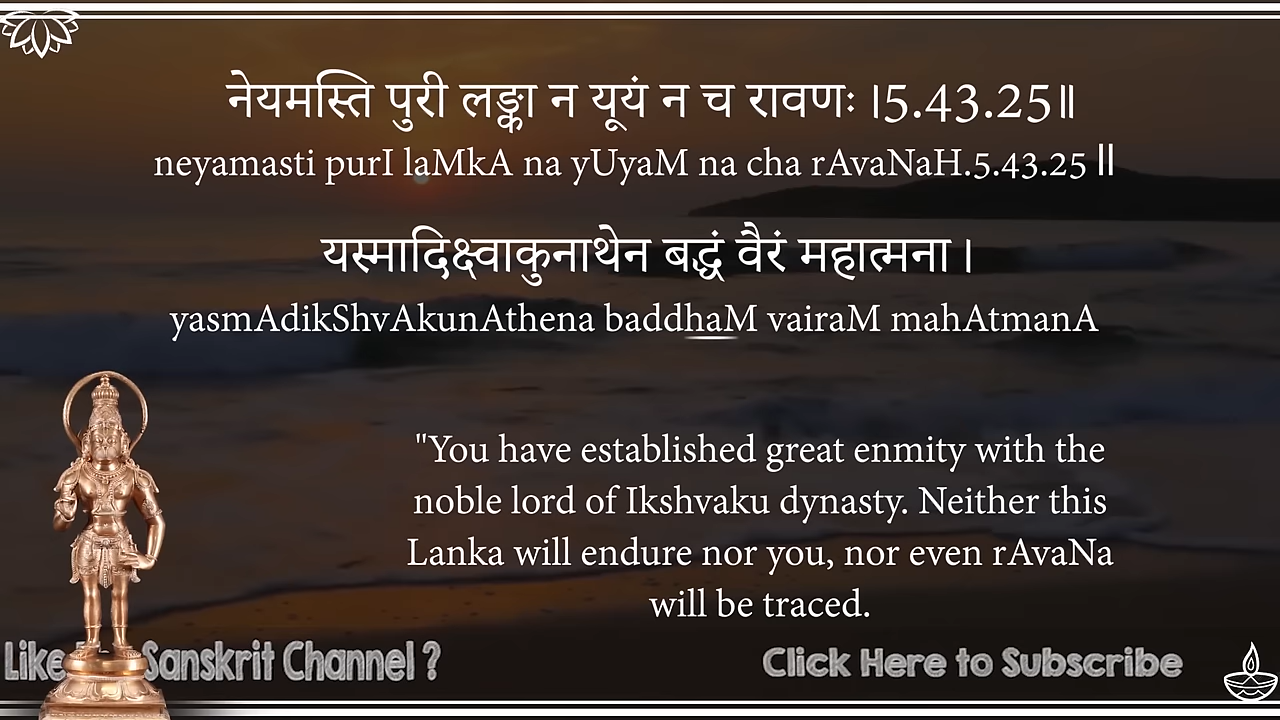 नेयमस्ति पुरी लङ्का न यूयं न च रावणः ।5.43.25॥
neyamasti purI laMkA na yUyaM na cha rAvaNaH.5.43.25 ॥
यस्मादिक्ष्वाकुनाथेन बद्धं वैरं महात्मना ।
yasmAdikShvAkunAthena baddhaM vairaM mahAtmanA
"You have established great enmity with the
noble lord of Ikshvaku dynasty. Neither this
Lanka will endure nor you, nor even rAvaNa
will be traced.
Like Sanskrit Channel ?
Click Here to Subscribe